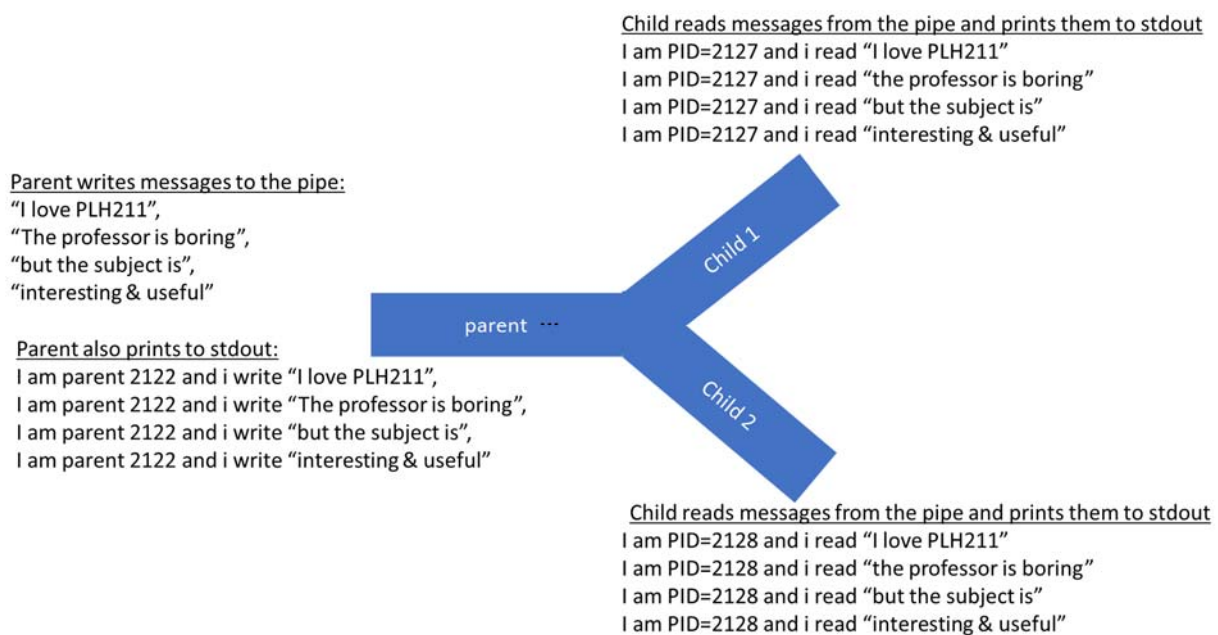 Child reads messages from the pipe and prints them to stdout
I am PID=2127 and i read “I love PLH211”
I am PID=2127 and i read “the professor is boring”
I am PID=2127 and i read “but the subject is”
I am PID=2127 and i read “interesting & useful”
Parent writes messages to the pipe:
“I love PLH211”,
“The professor is boring”,
“but the subject is”,
“interesting & useful”
Parent also prints to stdout:
I am parent 2122 and i write “I love PLH211”,
I am parent 2122 and i write “The professor is boring”,
I am parent 2122 and i write “but the subject is”,
I am parent 2122 and i write “interesting & useful”
parent ...
Child 1
Child 2
Child reads messages from the pipe and prints them to stdout
I am PID=2128 and i read “I love PLH211”
I am PID=2128 and i read “the professor is boring”
I am PID=2128 and i read “but the subject is”
I am PID=2128 and i read “interesting & useful”